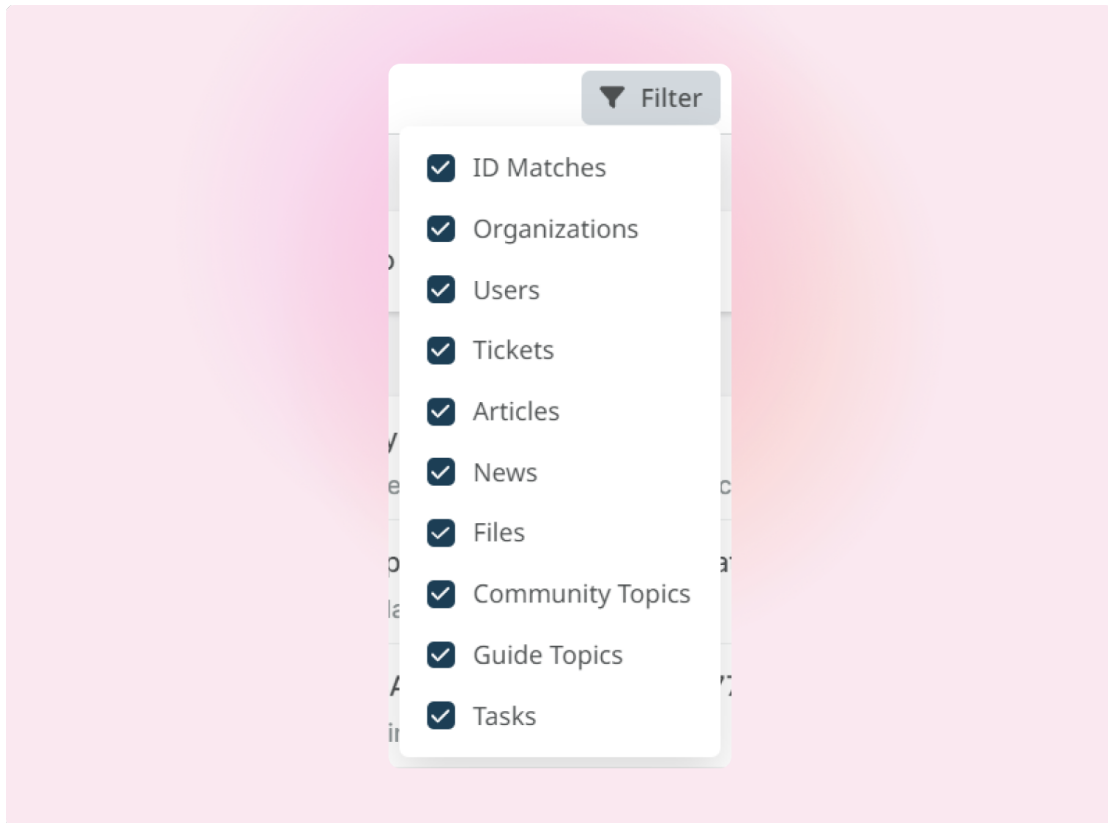 Filter
ID Matches
Organizations
Users
Tickets
Articles
News
Files
Community Topics
Guide Topics
Tasks